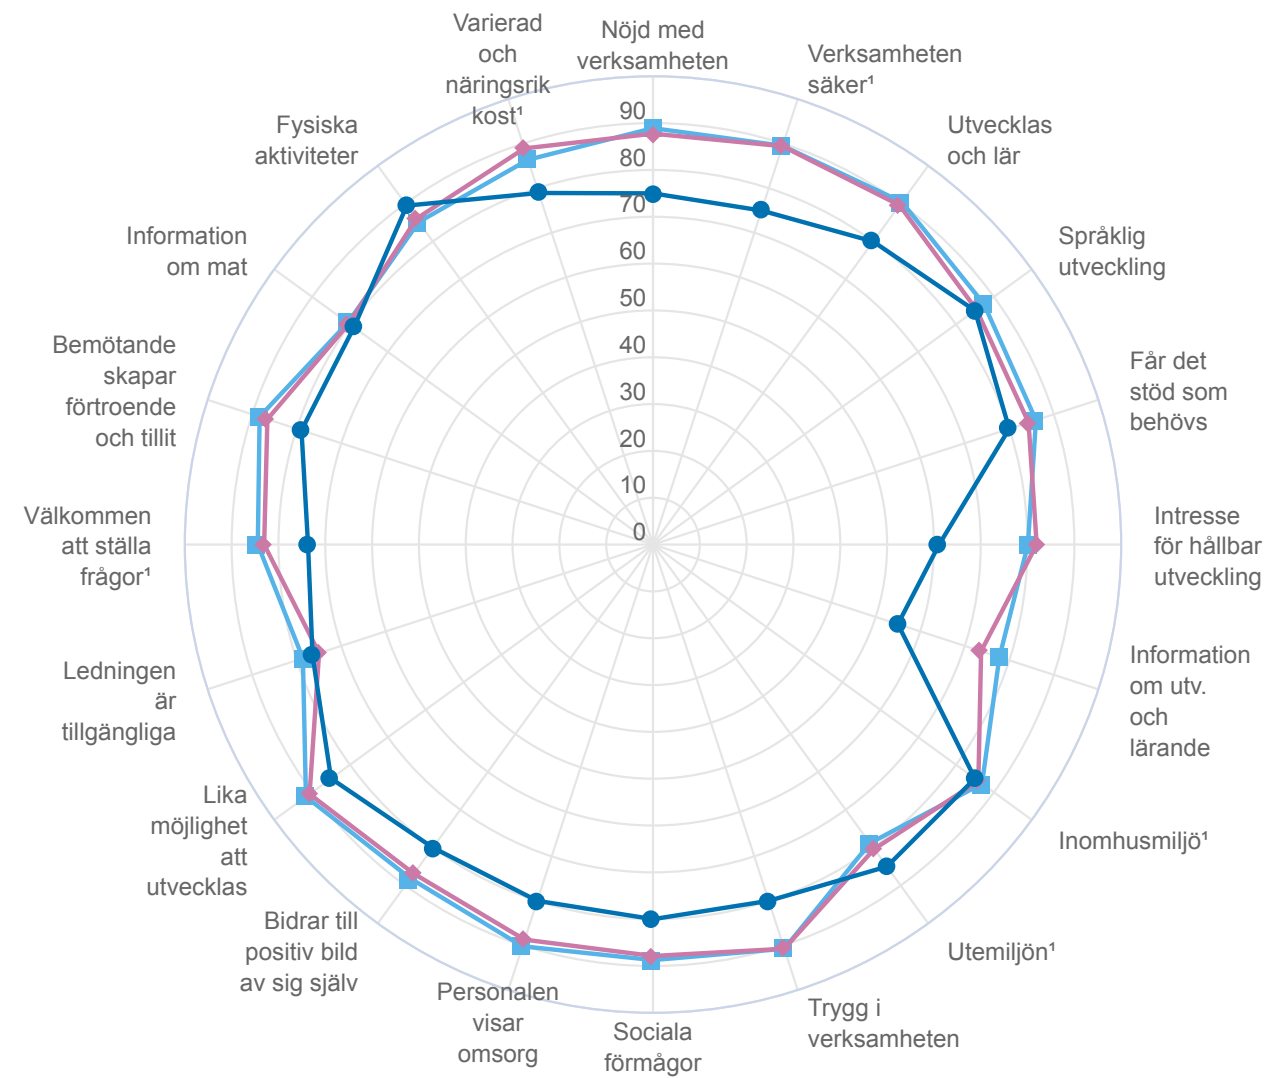 Nöjd med
verksamheten
Verksamheten
säker¹
Utvecklas
och lär
Språklig
utveckling
Får det
stöd som
behövs
Intresse
för hållbar
utveckling
Information
om utv.
och
lärande
Inomhusmiljö¹
Utemiljön¹
Trygg i
verksamheten
Sociala
förmågor
Personalen
visar
omsorg
Bidrar till
positiv bild
av sig själv
Lika
möjlighet
att
utvecklas
Ledningen
är
tillgängliga
Välkommen
att ställa
frågor¹
Bemötande
skapar
förtroende
och tillit
Information
om mat
Fysiska
aktiviteter
Varierad
och
näringsrik
kost¹
90
80
70
60
50
40
30
20
10
0